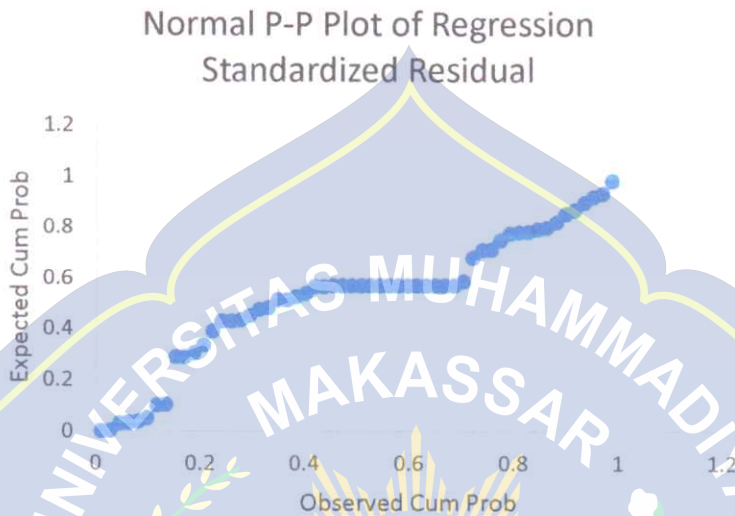 Normal P-P Plot of Regression
Standardized Residual
1.2
1
0.8
0.6
0.4
0.2
0
0 0.2 0.4 0.6 0.8 1 1.2
Expected Cum Prob
Observed Cum Prob
UNIVERSITAS MUHAMMADI
MAKASSAR